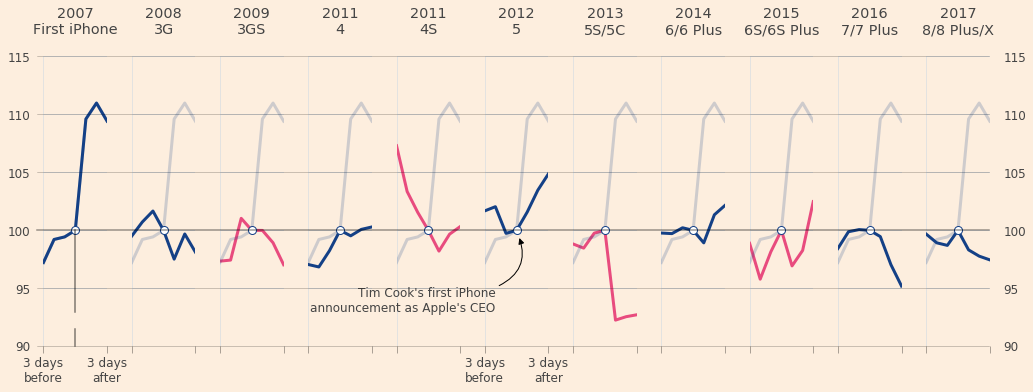 2007 2008 2009 2011 2011 2012 2013 2014 2015 2016 2017
First iPhone 3G 3GS 4 4S 5 5S/5C 6/6 Plus 6S/6S Plus 7/7 Plus 8/8 Plus/X
115 115
110 110
105 105
100 100
95 95
Tim Cook's first iPhone
announcement as Apple's CEO
90 90
3 days 3 days 3 days 3 days
before after before after